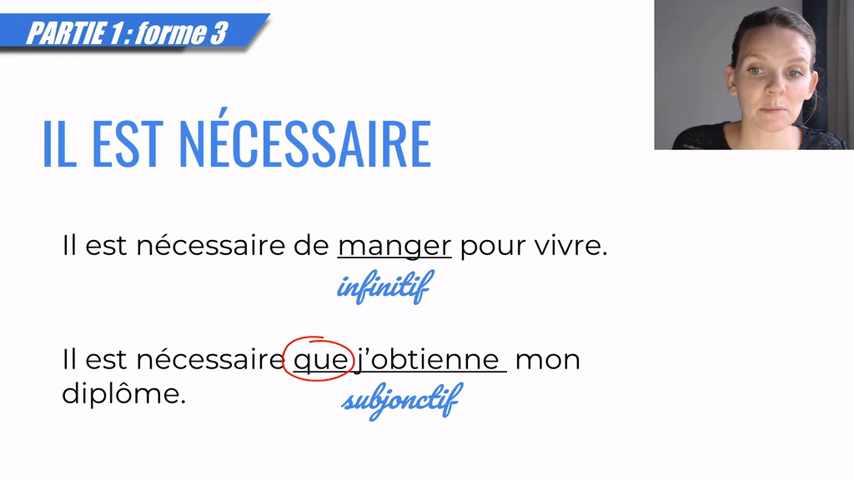 PARTIE 1 : forme 3
IL EST NÉCESSAIRE
Il est nécessaire de manger pour vivre.
infinitif
Il est nécessaire que j’obtienne mon
diplôme.
subjonctif